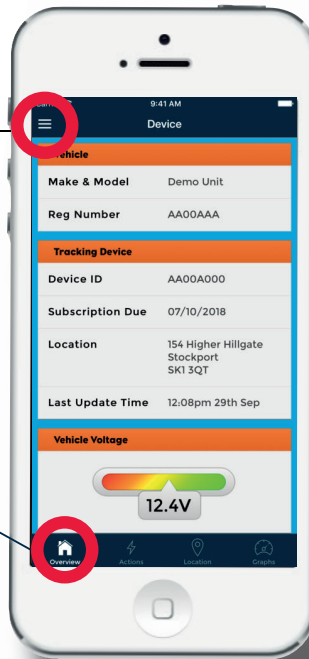 9:41 AM
Device
Vehicle
Make & Model Demo Unit
Reg Number AA00AAA
Tracking Device
Device ID AA00A000
Subscription Due 07/10/2018
Location 154 Higher Hillgate
Stockport
SK1 3QT
Last Update Time 12:08pm 29th Sep
Vehicle Voltage
12.4V
Overview Actions Location Graphs